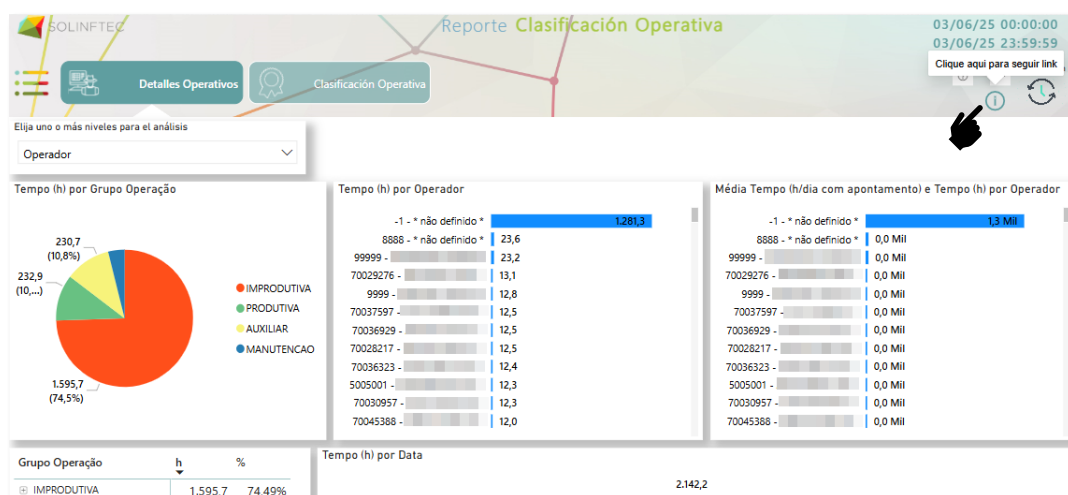 SOLINFTEC
Reporte Clasificación Operativa
03/06/25 00:00:00
03/06/25 23:59:59
Clique aqui para seguir link
Detalles Operativos
Clasificación Operativa
Elija uno o más niveles para el análisis
Operador
Tempo (h) por Grupo Operação
230,7
(10,8%)
232,9
(10,...)
1.595,7
(74,5%)
IMPRODUTIVA
PRODUTIVA
AUXILIAR
MANUTENCAO
Tempo (h) por Operador
-1 - * não definido * 1.281,3
8888 - * não definido * 23,6
99999 - 23,2
70029276 - 13,1
9999 - 12,8
70037597 - 12,5
70036929 - 12,5
70028217 - 12,5
70036323 - 12,4
5005001 - 12,3
70030957 - 12,3
70045388 - 12,0
Média Tempo (h/dia com apontamento) e Tempo (h) por Operador
-1 - * não definido * 1,3 Mil
8888 - * não definido * 0,0 Mil
99999 - 0,0 Mil
70029276 - 0,0 Mil
9999 - 0,0 Mil
70037597 - 0,0 Mil
70036929 - 0,0 Mil
70028217 - 0,0 Mil
70036323 - 0,0 Mil
5005001 - 0,0 Mil
70030957 - 0,0 Mil
70045388 - 0,0 Mil
Grupo Operação h %
IMPRODUTIVA 1.595,7 74,49%
Tempo (h) por Data
2.142,2